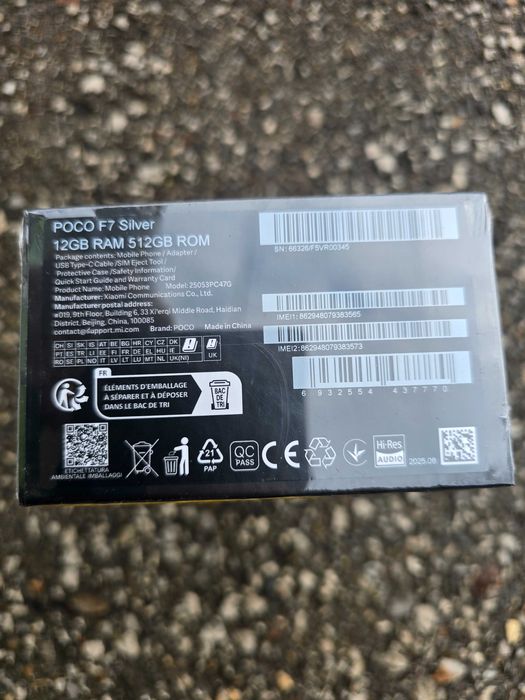 POCO F7 Silver
12GB RAM 512GB ROM
Package contents: Mobile Phone / Adapter /
USB Type-C Cable /SIM Eject Tool /
Protective Case /Safety Information/
Quick Start Guide and Warranty Card
Product Name: Mobile Phone Model:25053PC47G
Manufacturer: Xiaomi Communications Co., Ltd.
Manufacturer postal address:
#019, 9th Floor, Building 6, 33 Xi'erqi Middle Road, Haidian
District, Beijing, China, 100085
contact@support.mi.com Brand: POCO Made in China
SN: 66326/F5VR00345
IMEI1: 862948079383565
IMEI2: 862948079383573
6 932554 437770
CH SI SK IS AT BE BG HR CY CZ DK
PT ES TR LI EE FI FR DE EL HU IE
RO SE PL IT LV LT LU MT NL NO UK(NI)
UK
FR
ÉLÉMENTS D'EMBALLAGE
À SÉPARER ET À DÉPOSER
DANS LE BAC DE TRI
BAC
DE
TRI
ETICHETTATURA
AMBIENTALE IMBALLAGGI
21
PAP
QC
PASS
CE
Hi-Res
AUDIO
2025.08